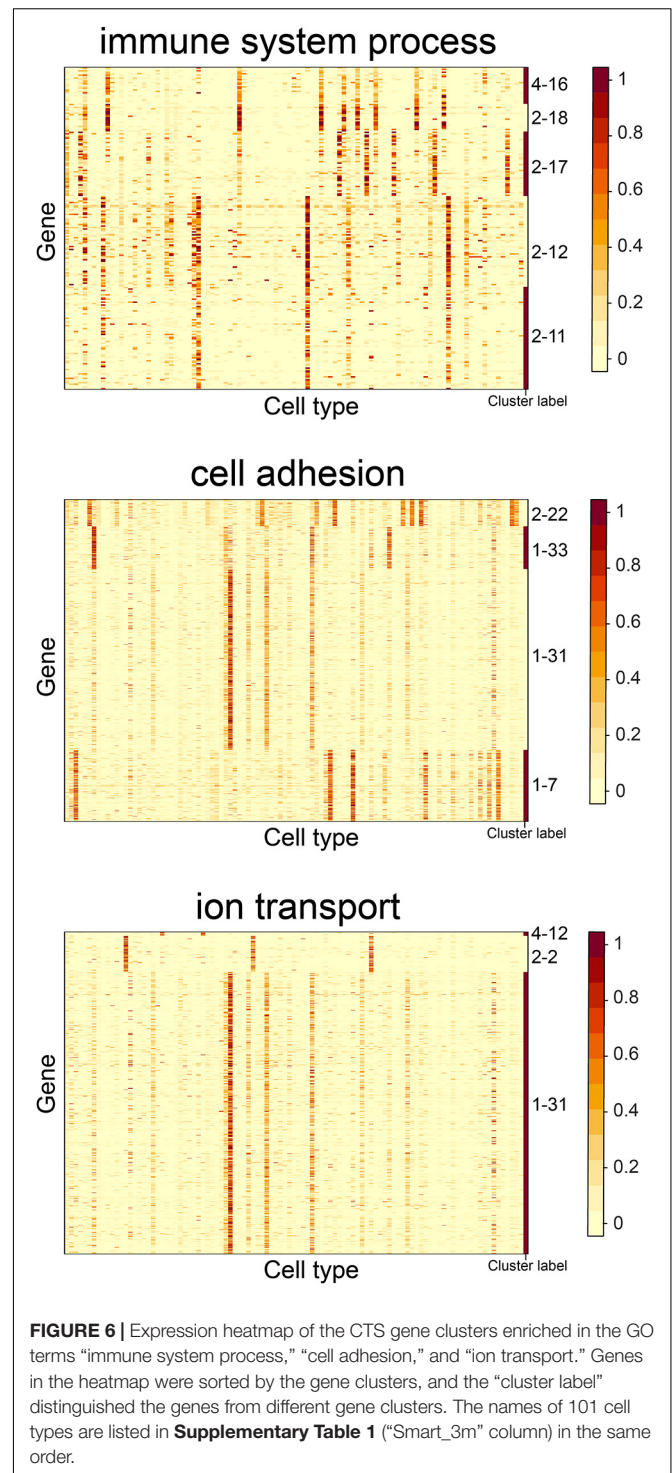 immune system process
Gene
4-16
2-18
2-17
2-12
2-11
Cell type
Cluster label
1
0.8
0.6
0.4
0.2
0
cell adhesion
Gene
2-22
1-33
1-31
1-7
Cell type
Cluster label
1
0.8
0.6
0.4
0.2
0
ion transport
Gene
4-12
2-2
1-31
Cell type
Cluster label
1
0.8
0.6
0.4
0.2
0
FIGURE 6 | Expression heatmap of the CTS gene clusters enriched in the GO
terms “immune system process,” “cell adhesion,” and “ion transport.” Genes
in the heatmap were sorted by the gene clusters, and the “cluster label”
distinguished the genes from different gene clusters. The names of 101 cell
types are listed in Supplementary Table 1 (“Smart_3m” column) in the same
order.